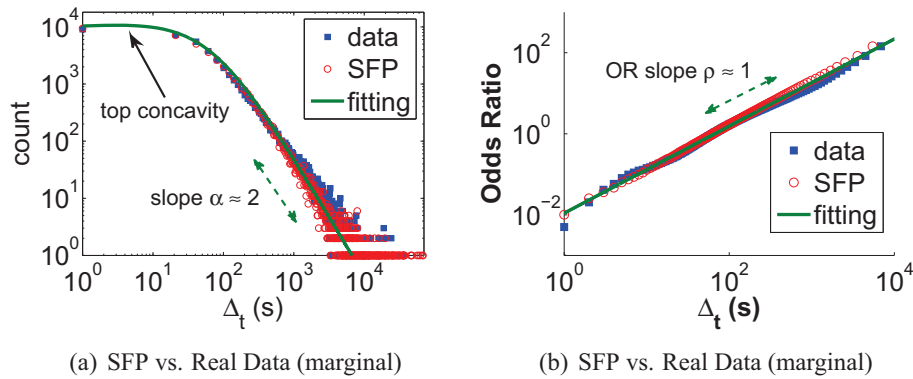 10^5
10^4
10^3
10^2
10^1
10^0
count
data
SFP
fitting
top concavity
slope α ≈ 2
10^0 10^1 10^2 10^3 10^4
Δ_t (s)
(a) SFP vs. Real Data (marginal)
10^2
10^0
10^-2
Odds Ratio
OR slope ρ ≈ 1
data
SFP
fitting
10^0 10^2 10^4
Δ_t (s)
(b) SFP vs. Real Data (marginal)